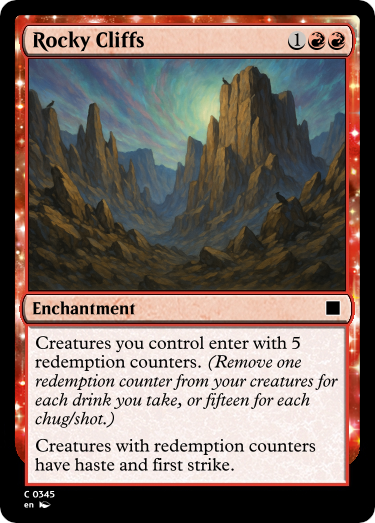 Rocky Cliffs 1
Enchantment
Creatures you control enter with 5
redemption counters. (Remove one
redemption counter from your creatures for
each drink you take, or fifteen for each
chug/shot.)
Creatures with redemption counters
have haste and first strike.
C 0345
en